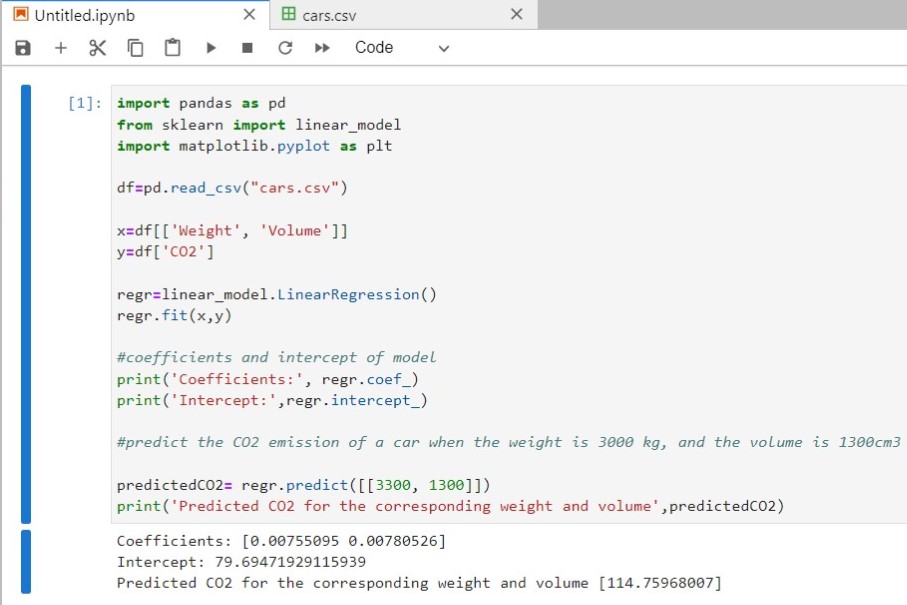 Untitled.ipynb
cars.csv
Code
[1]:
import pandas as pd
from sklearn import linear_model
import matplotlib.pyplot as plt
df=pd.read_csv("cars.csv")
x=df[['Weight', 'Volume']]
y=df['CO2']
regr=linear_model.LinearRegression()
regr.fit(x,y)
#coefficients and intercept of model
print('Coefficients:', regr.coef_)
print('Intercept:',regr.intercept_)
#predict the CO2 emission of a car when the weight is 3000 kg, and the volume is 1300cm3
predictedCO2= regr.predict([[3300, 1300]])
print('Predicted CO2 for the corresponding weight and volume',predictedCO2)
Coefficients: [0.00755095 0.00780526]
Intercept: 79.69471929115939
Predicted CO2 for the corresponding weight and volume [114.75968007]